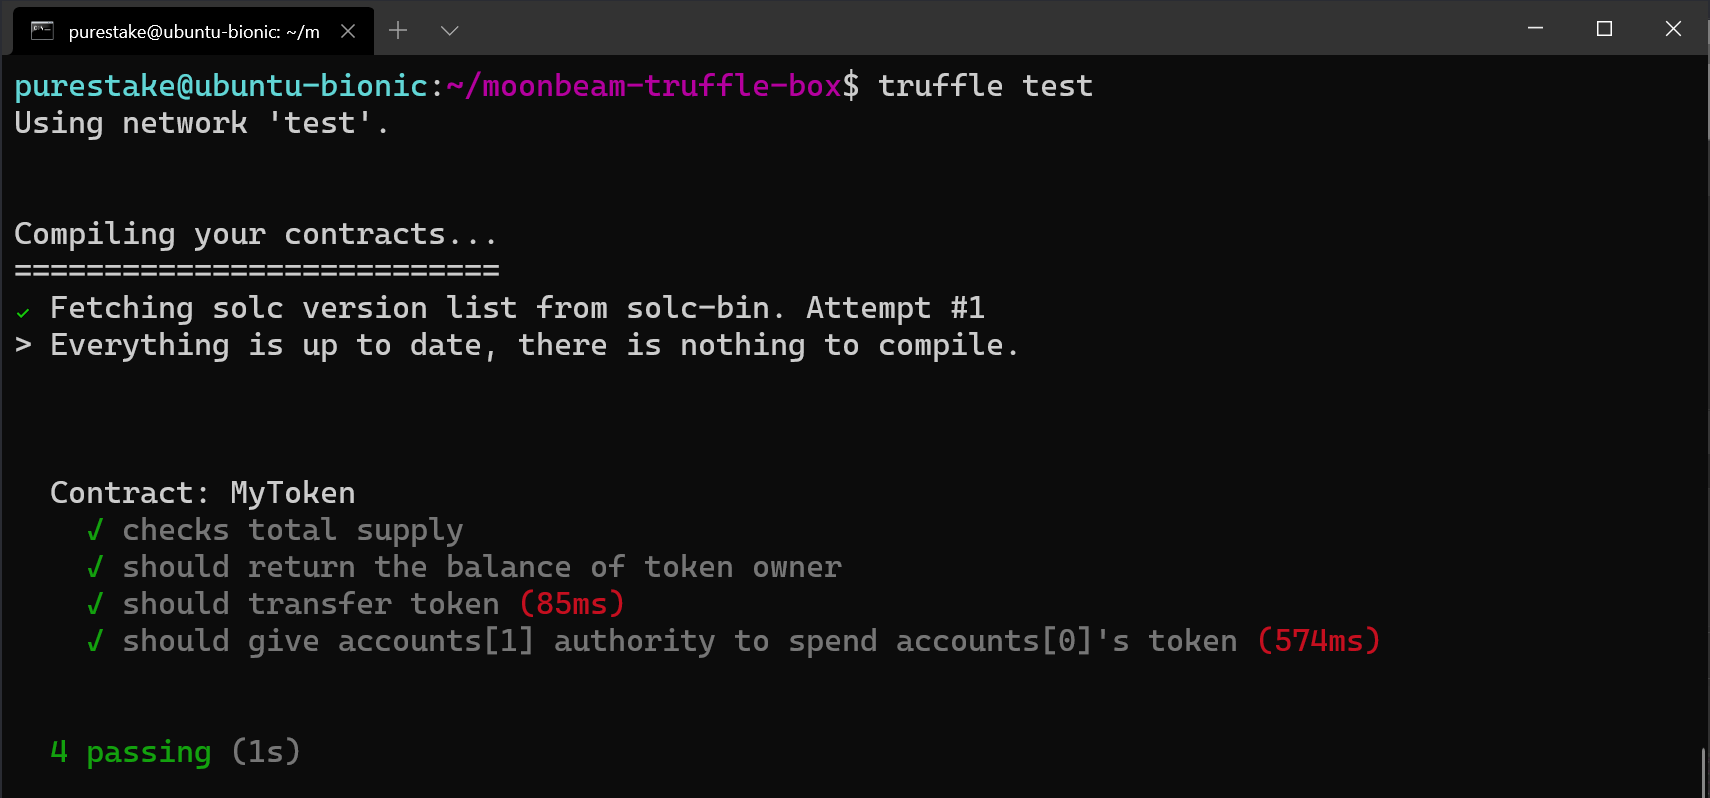 purestake@ubuntu-bionic: ~/m
purestake@ubuntu-bionic:~/moonbeam-truffle-box$ truffle test
Using network 'test'.
Compiling your contracts...
===========================
✓ Fetching solc version list from solc-bin. Attempt #1
> Everything is up to date, there is nothing to compile.
Contract: MyToken
√ checks total supply
√ should return the balance of token owner
√ should transfer token (85ms)
√ should give accounts[1] authority to spend accounts[0]'s token (574ms)
4 passing (1s)